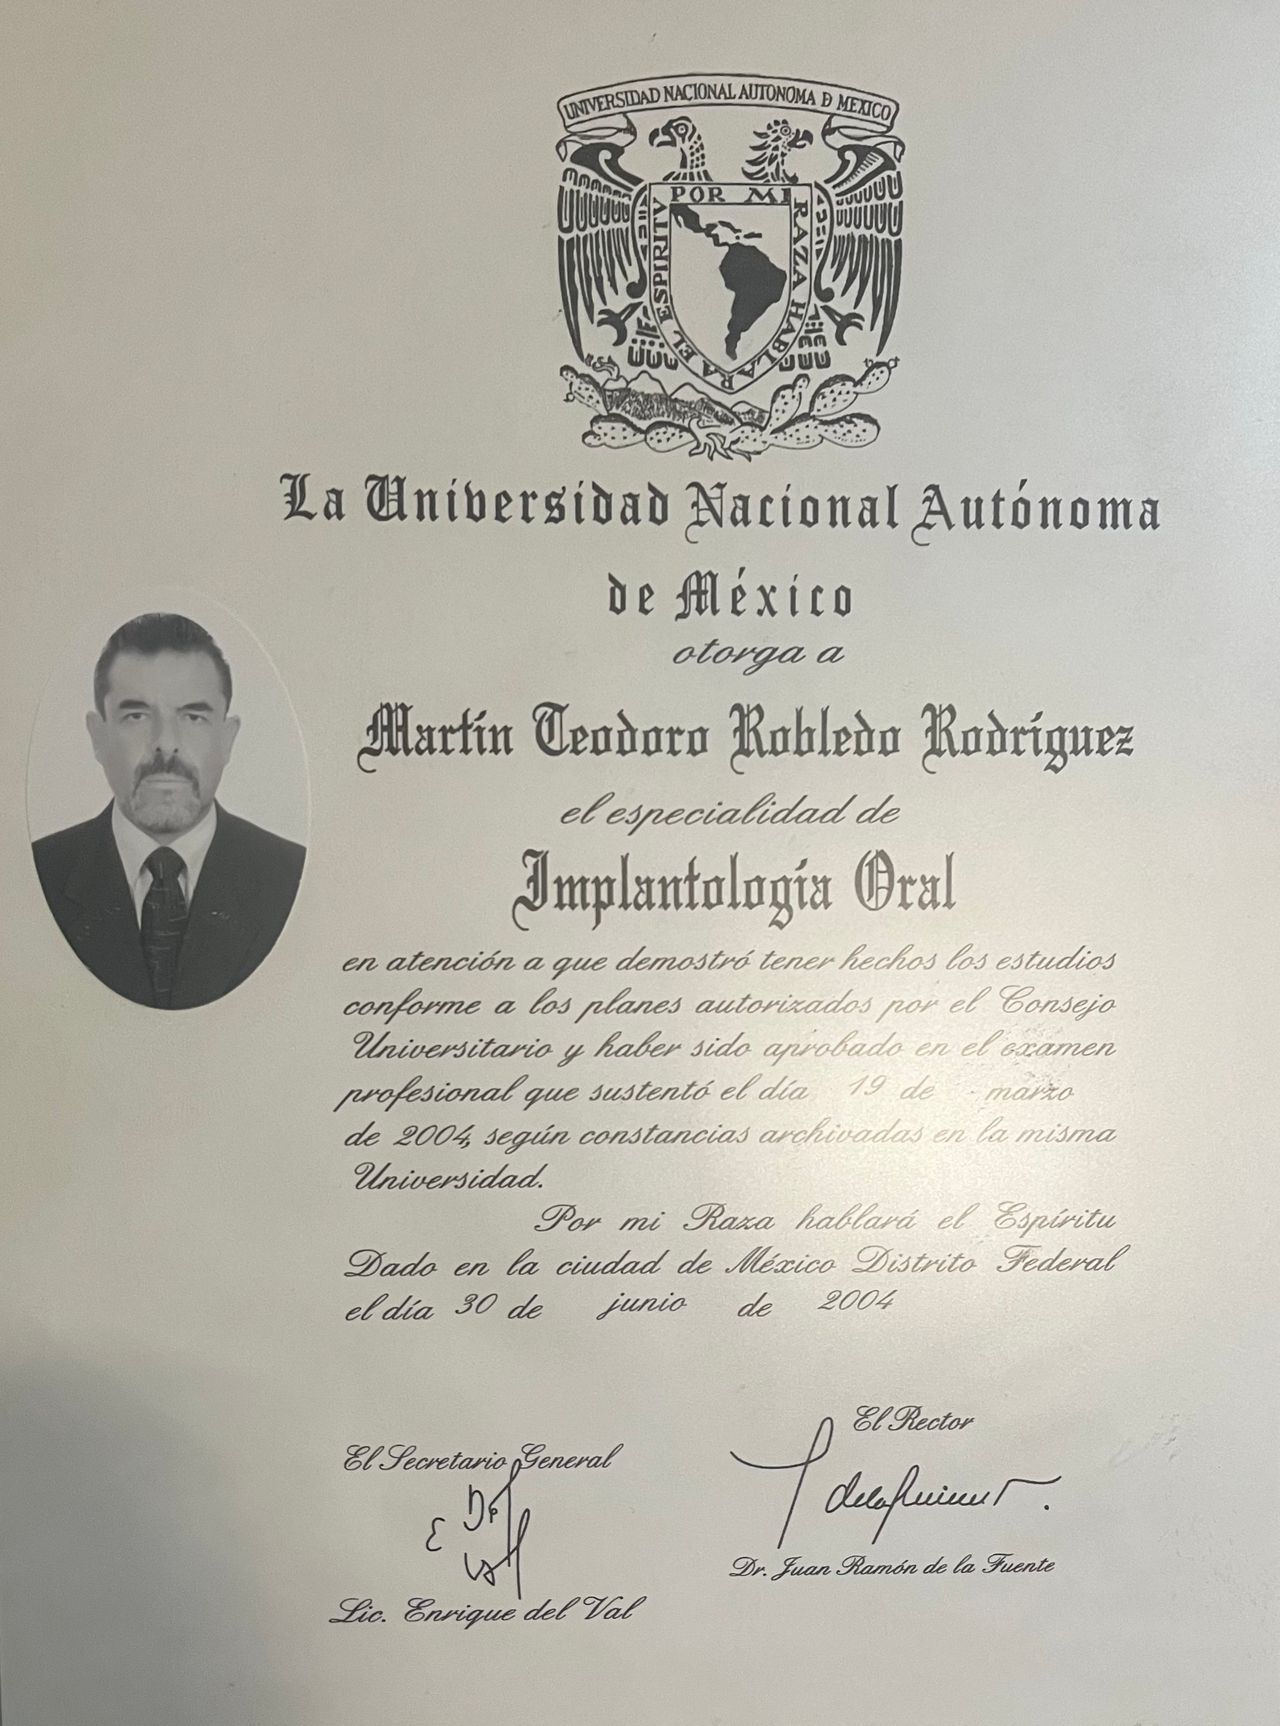 UNIVERSIDAD NACIONAL AUTONOMA D MEXICO
POR MI RAZA HABLARA EL ESPIRITV
La Universidad Nacional Autónoma
de México
otorga a
Martín Teodoro Robledo Rodríguez
el especialidad de
Implantología Oral
en atención a que demostró tener hechos los estudios
conforme a los planes autorizados por el Consejo
Universitario y haber sido aprobado en el examen
profesional que sustentó el día 19 de marzo
de 2004, según constancias archivadas en la misma
Universidad.
Por mi Raza hablará el Espíritu
Dado en la ciudad de México Distrito Federal
el día 30 de junio de 2004
El Rector
El Secretario General
Dr. Juan Ramón de la Fuente
Lic. Enrique del Val